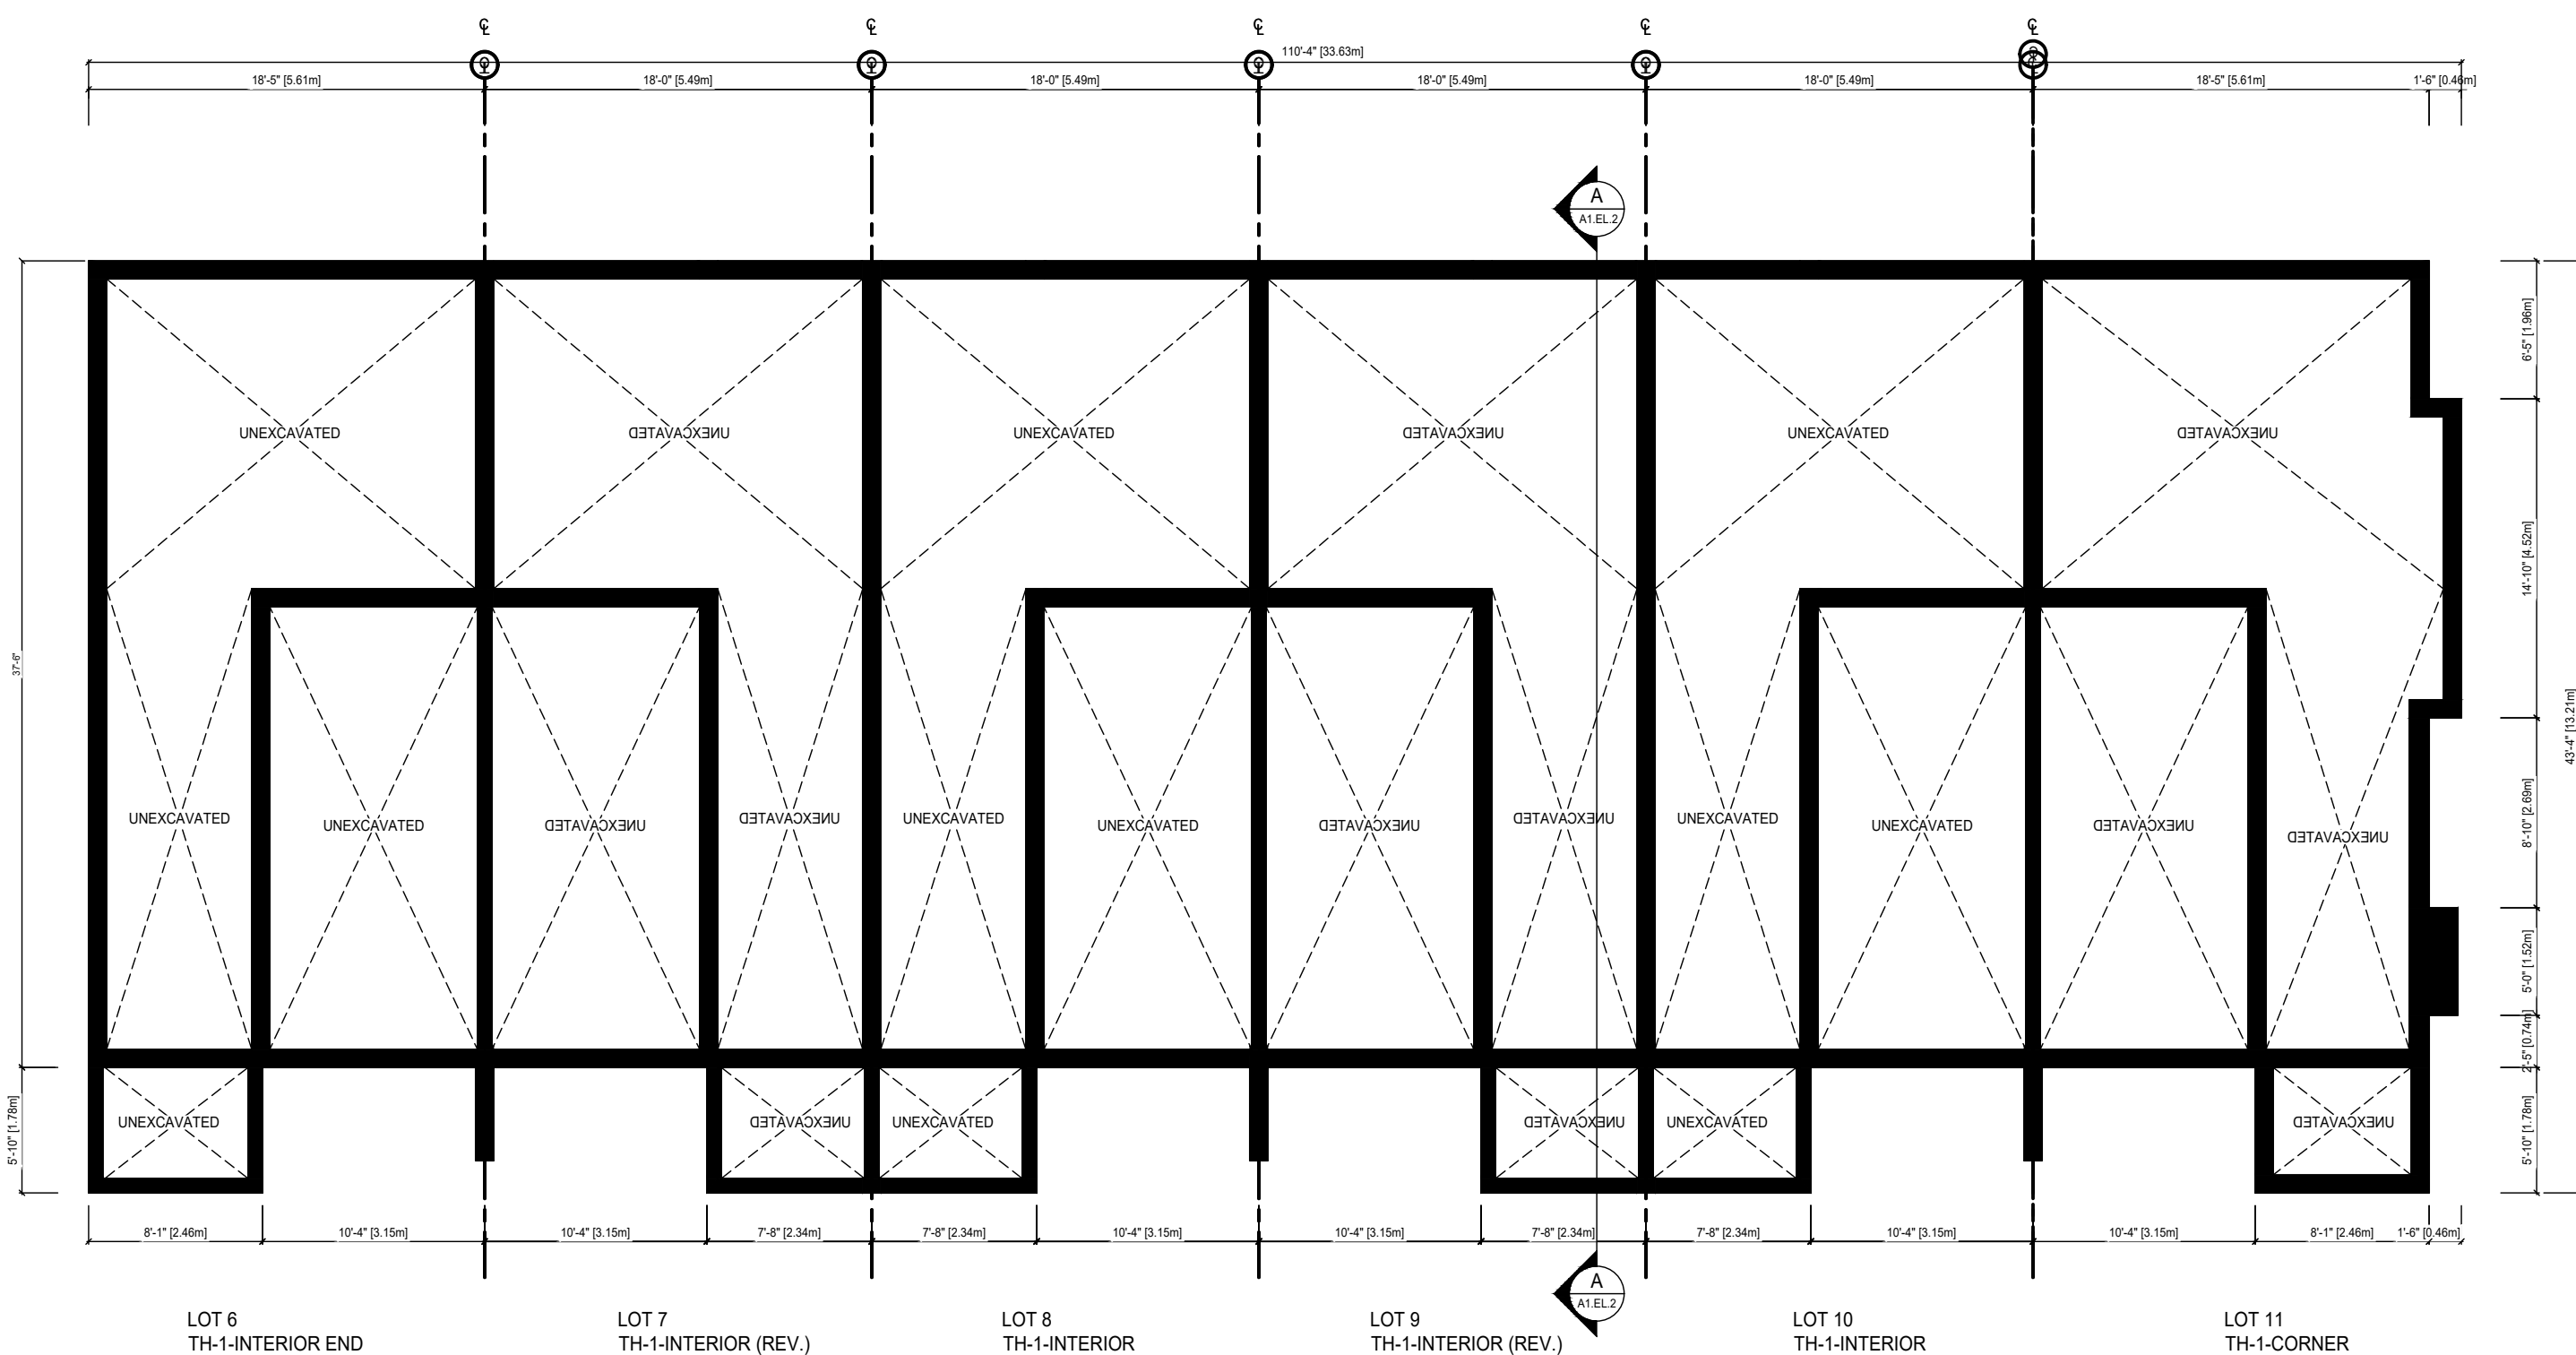 ℄ ℄ ℄ ℄ ℄
110'-4" [33.63m]
18'-5" [5.61m] 18'-0" [5.49m] 18'-0" [5.49m] 18'-0" [5.49m] 18'-0" [5.49m] 18'-5" [5.61m] 1'-6" [0.46m]
A
A1.EL.2
6'-5" [1.96m]
UNEXCAVATED UNEXCAVATED UNEXCAVATED UNEXCAVATED UNEXCAVATED UNEXCAVATED
14'-10" [4.52m]
37'-6"
43'-4" [13.21m]
UNEXCAVATED UNEXCAVATED UNEXCAVATED UNEXCAVATED UNEXCAVATED UNEXCAVATED UNEXCAVATED UNEXCAVATED UNEXCAVATED UNEXCAVATED UNEXCAVATED UNEXCAVATED
8'-10" [2.69m]
5'-0" [1.52m]
2'-5" [0.74m]
5'-10" [1.78m]
UNEXCAVATED UNEXCAVATED UNEXCAVATED UNEXCAVATED UNEXCAVATED UNEXCAVATED
5'-10" [1.78m]
8'-1" [2.46m] 10'-4" [3.15m] 10'-4" [3.15m] 7'-8" [2.34m] 7'-8" [2.34m] 10'-4" [3.15m] 10'-4" [3.15m] 7'-8" [2.34m] 7'-8" [2.34m] 10'-4" [3.15m] 10'-4" [3.15m] 8'-1" [2.46m] 1'-6" [0.46m]
A
A1.EL.2
LOT 6
TH-1-INTERIOR END
LOT 7
TH-1-INTERIOR (REV.)
LOT 8
TH-1-INTERIOR
LOT 9
TH-1-INTERIOR (REV.)
LOT 10
TH-1-INTERIOR
LOT 11
TH-1-CORNER